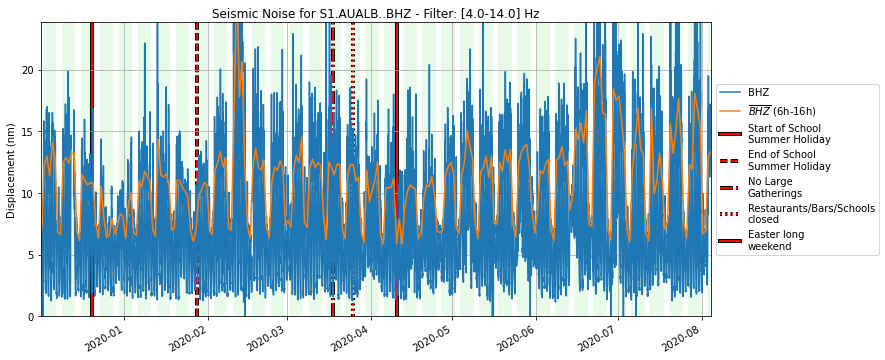 Seismic Noise for S1.AUALB..BHZ - Filter: [4.0-14.0] Hz
Displacement (nm)
20
15
10
5
0
2020-01
2020-02
2020-03
2020-04
2020-05
2020-06
2020-07
2020-08
BHZ
BHZ (6h-16h)
Start of School
Summer Holiday
End of School
Summer Holiday
No Large
Gatherings
Restaurants/Bars/Schools
closed
Easter long
weekend